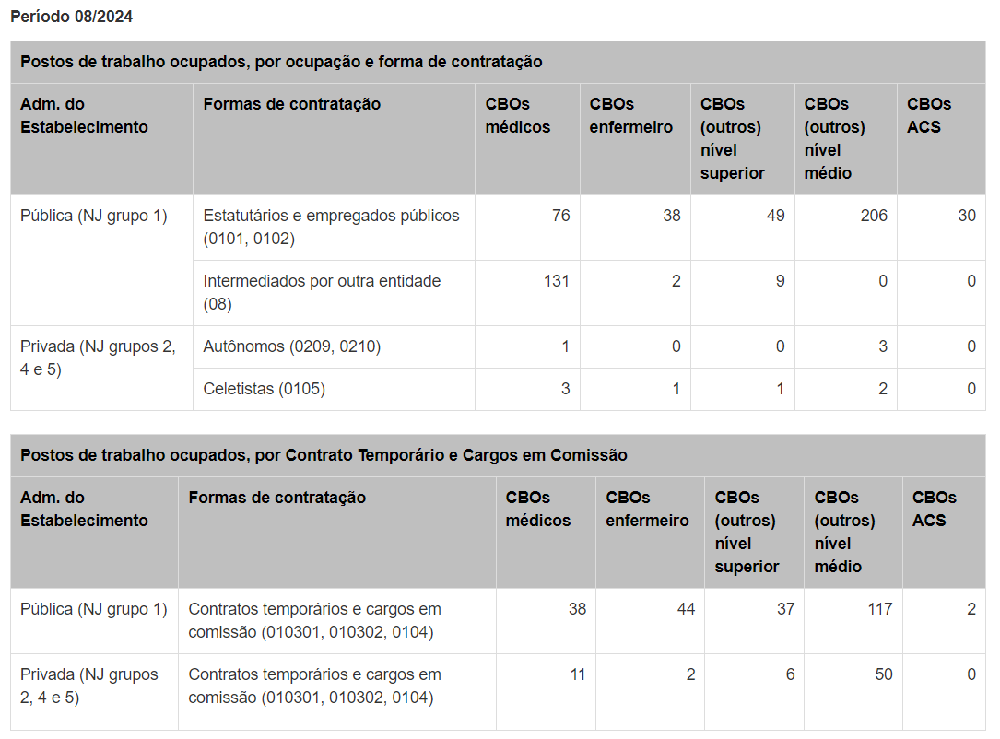 Período 08/2024
Postos de trabalho ocupados, por ocupação e forma de contratação
Adm. do Estabelecimento | Formas de contratação | CBOs médicos | CBOs enfermeiro | CBOs (outros) nível superior | CBOs (outros) nível médio | CBOs ACS
Pública (NJ grupo 1) | Estatutários e empregados públicos (0101, 0102) | 76 | 38 | 49 | 206 | 30
Intermediados por outra entidade (08) | 131 | 2 | 9 | 0 | 0
Privada (NJ grupos 2, 4 e 5) | Autônomos (0209, 0210) | 1 | 0 | 0 | 3 | 0
Celetistas (0105) | 3 | 1 | 1 | 2 | 0
Postos de trabalho ocupados, por Contrato Temporário e Cargos em Comissão
Adm. do Estabelecimento | Formas de contratação | CBOs médicos | CBOs enfermeiro | CBOs (outros) nível superior | CBOs (outros) nível médio | CBOs ACS
Pública (NJ grupo 1) | Contratos temporários e cargos em comissão (010301, 010302, 0104) | 38 | 44 | 37 | 117 | 2
Privada (NJ grupos 2, 4 e 5) | Contratos temporários e cargos em comissão (010301, 010302, 0104) | 11 | 2 | 6 | 50 | 0